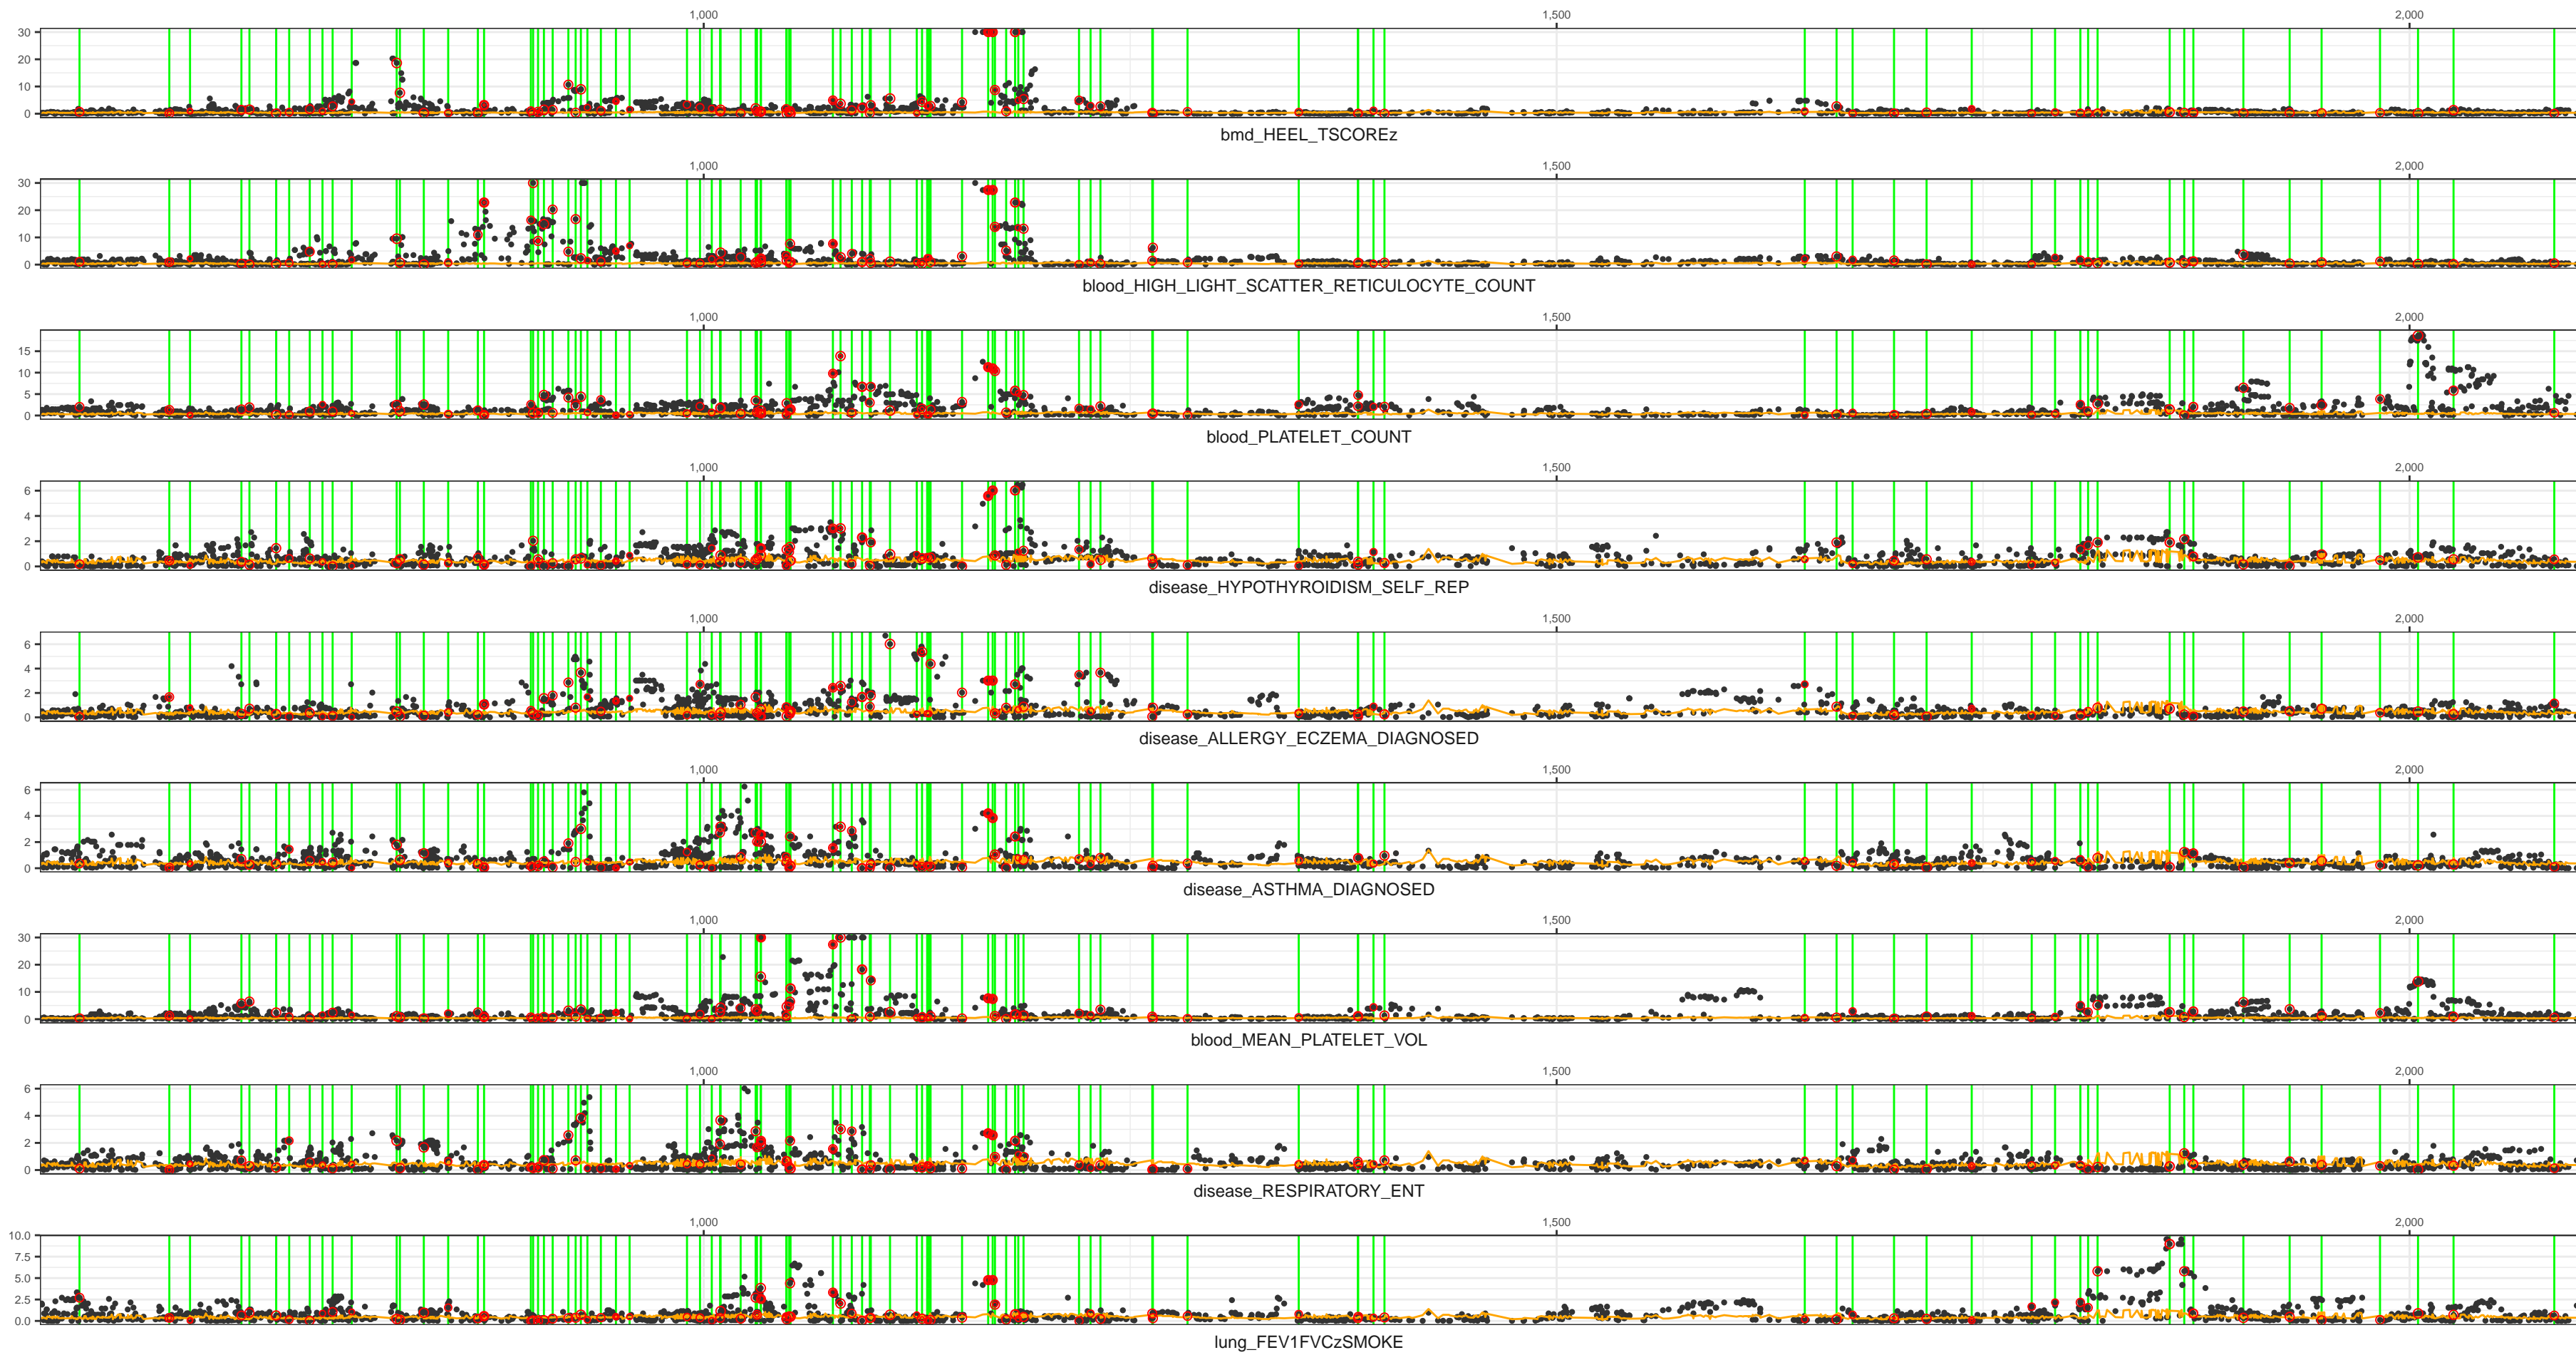 1,000 1,500 2,000
30
20
10
0
bmd_HEEL_TSCOREz
1,000 1,500 2,000
30
20
10
0
blood_HIGH_LIGHT_SCATTER_RETICULOCYTE_COUNT
1,000 1,500 2,000
15
10
5
0
blood_PLATELET_COUNT
1,000 1,500 2,000
6
4
2
0
disease_HYPOTHYROIDISM_SELF_REP
1,000 1,500 2,000
6
4
2
0
disease_ALLERGY_ECZEMA_DIAGNOSED
1,000 1,500 2,000
6
4
2
0
disease_ASTHMA_DIAGNOSED
1,000 1,500 2,000
30
20
10
0
blood_MEAN_PLATELET_VOL
1,000 1,500 2,000
6
4
2
0
disease_RESPIRATORY_ENT
1,000 1,500 2,000
10.0
7.5
5.0
2.5
0.0
lung_FEV1FVCzSMOKE